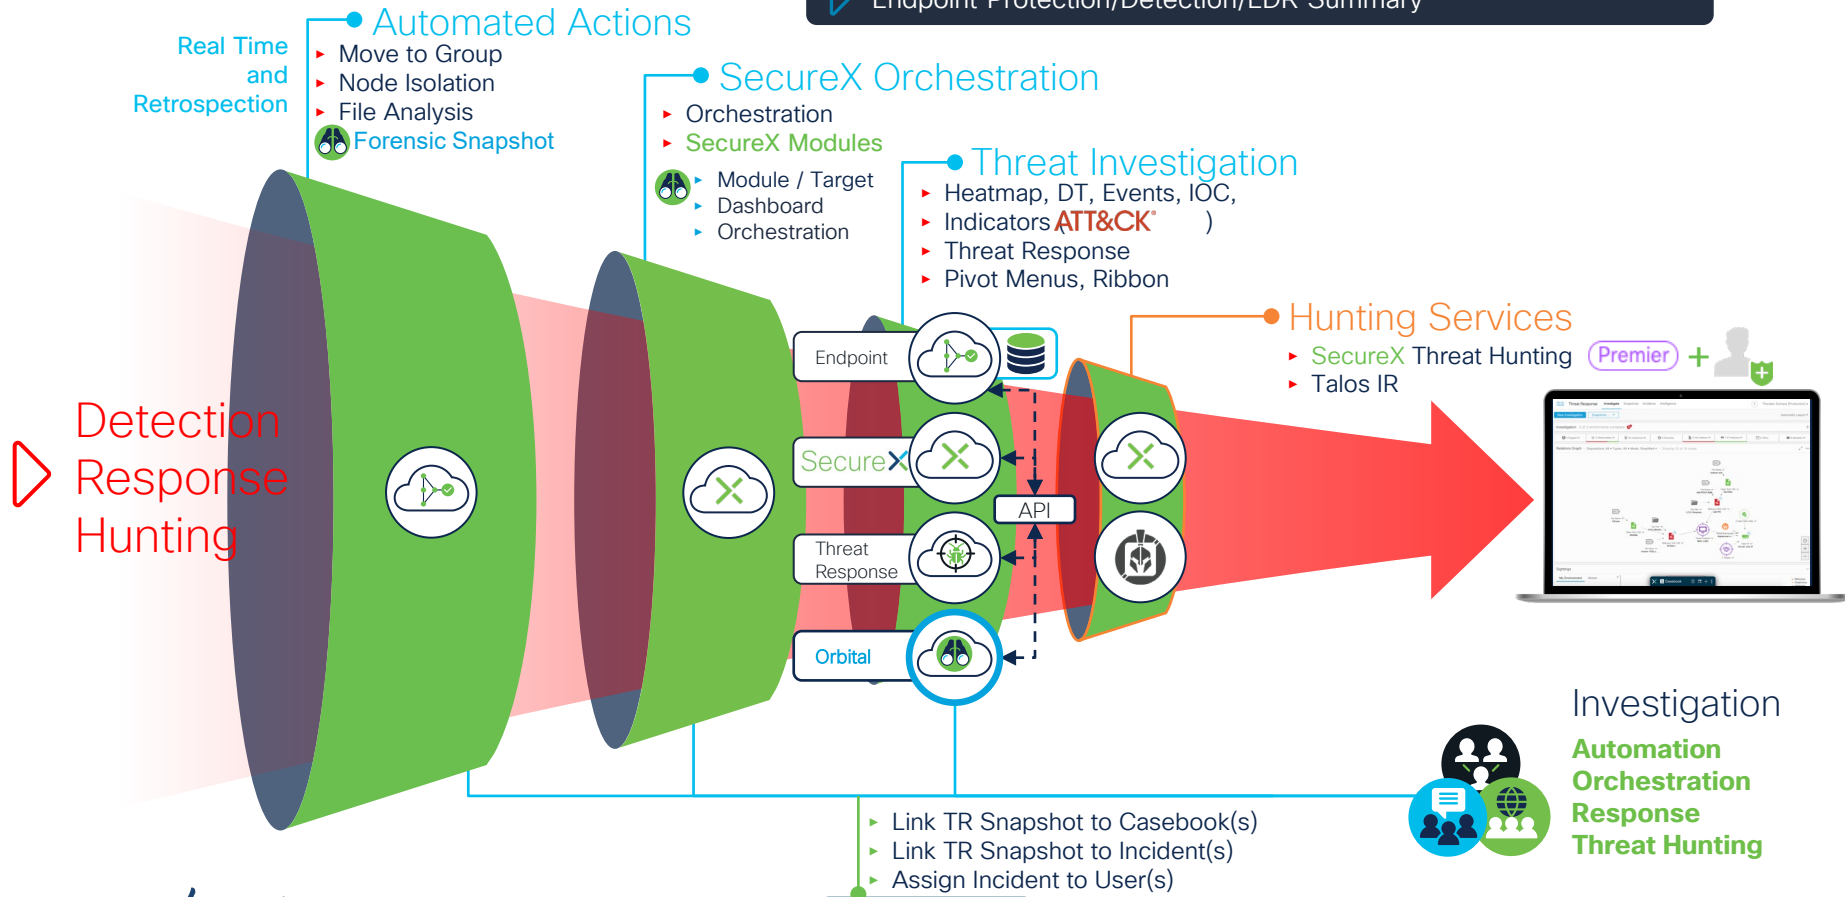 Endpoint Protection/Detection/EDR Summary
Automated Actions
Real Time
and
Retrospection
Move to Group
Node Isolation
File Analysis
Forensic Snapshot
SecureX Orchestration
Orchestration
SecureX Modules
Module / Target
Dashboard
Orchestration
Threat Investigation
Heatmap, DT, Events, IOC,
Indicators (ATT&CK® )
Threat Response
Pivot Menus, Ribbon
Hunting Services
SecureX Threat Hunting Premier +
Talos IR
Detection
Response
Hunting
Endpoint
SecureX
API
Threat
Response
Orbital
Threat Response
Investigation
Casebook
Investigation
Automation
Orchestration
Response
Threat Hunting
Link TR Snapshot to Casebook(s)
Link TR Snapshot to Incident(s)
Assign Incident to User(s)